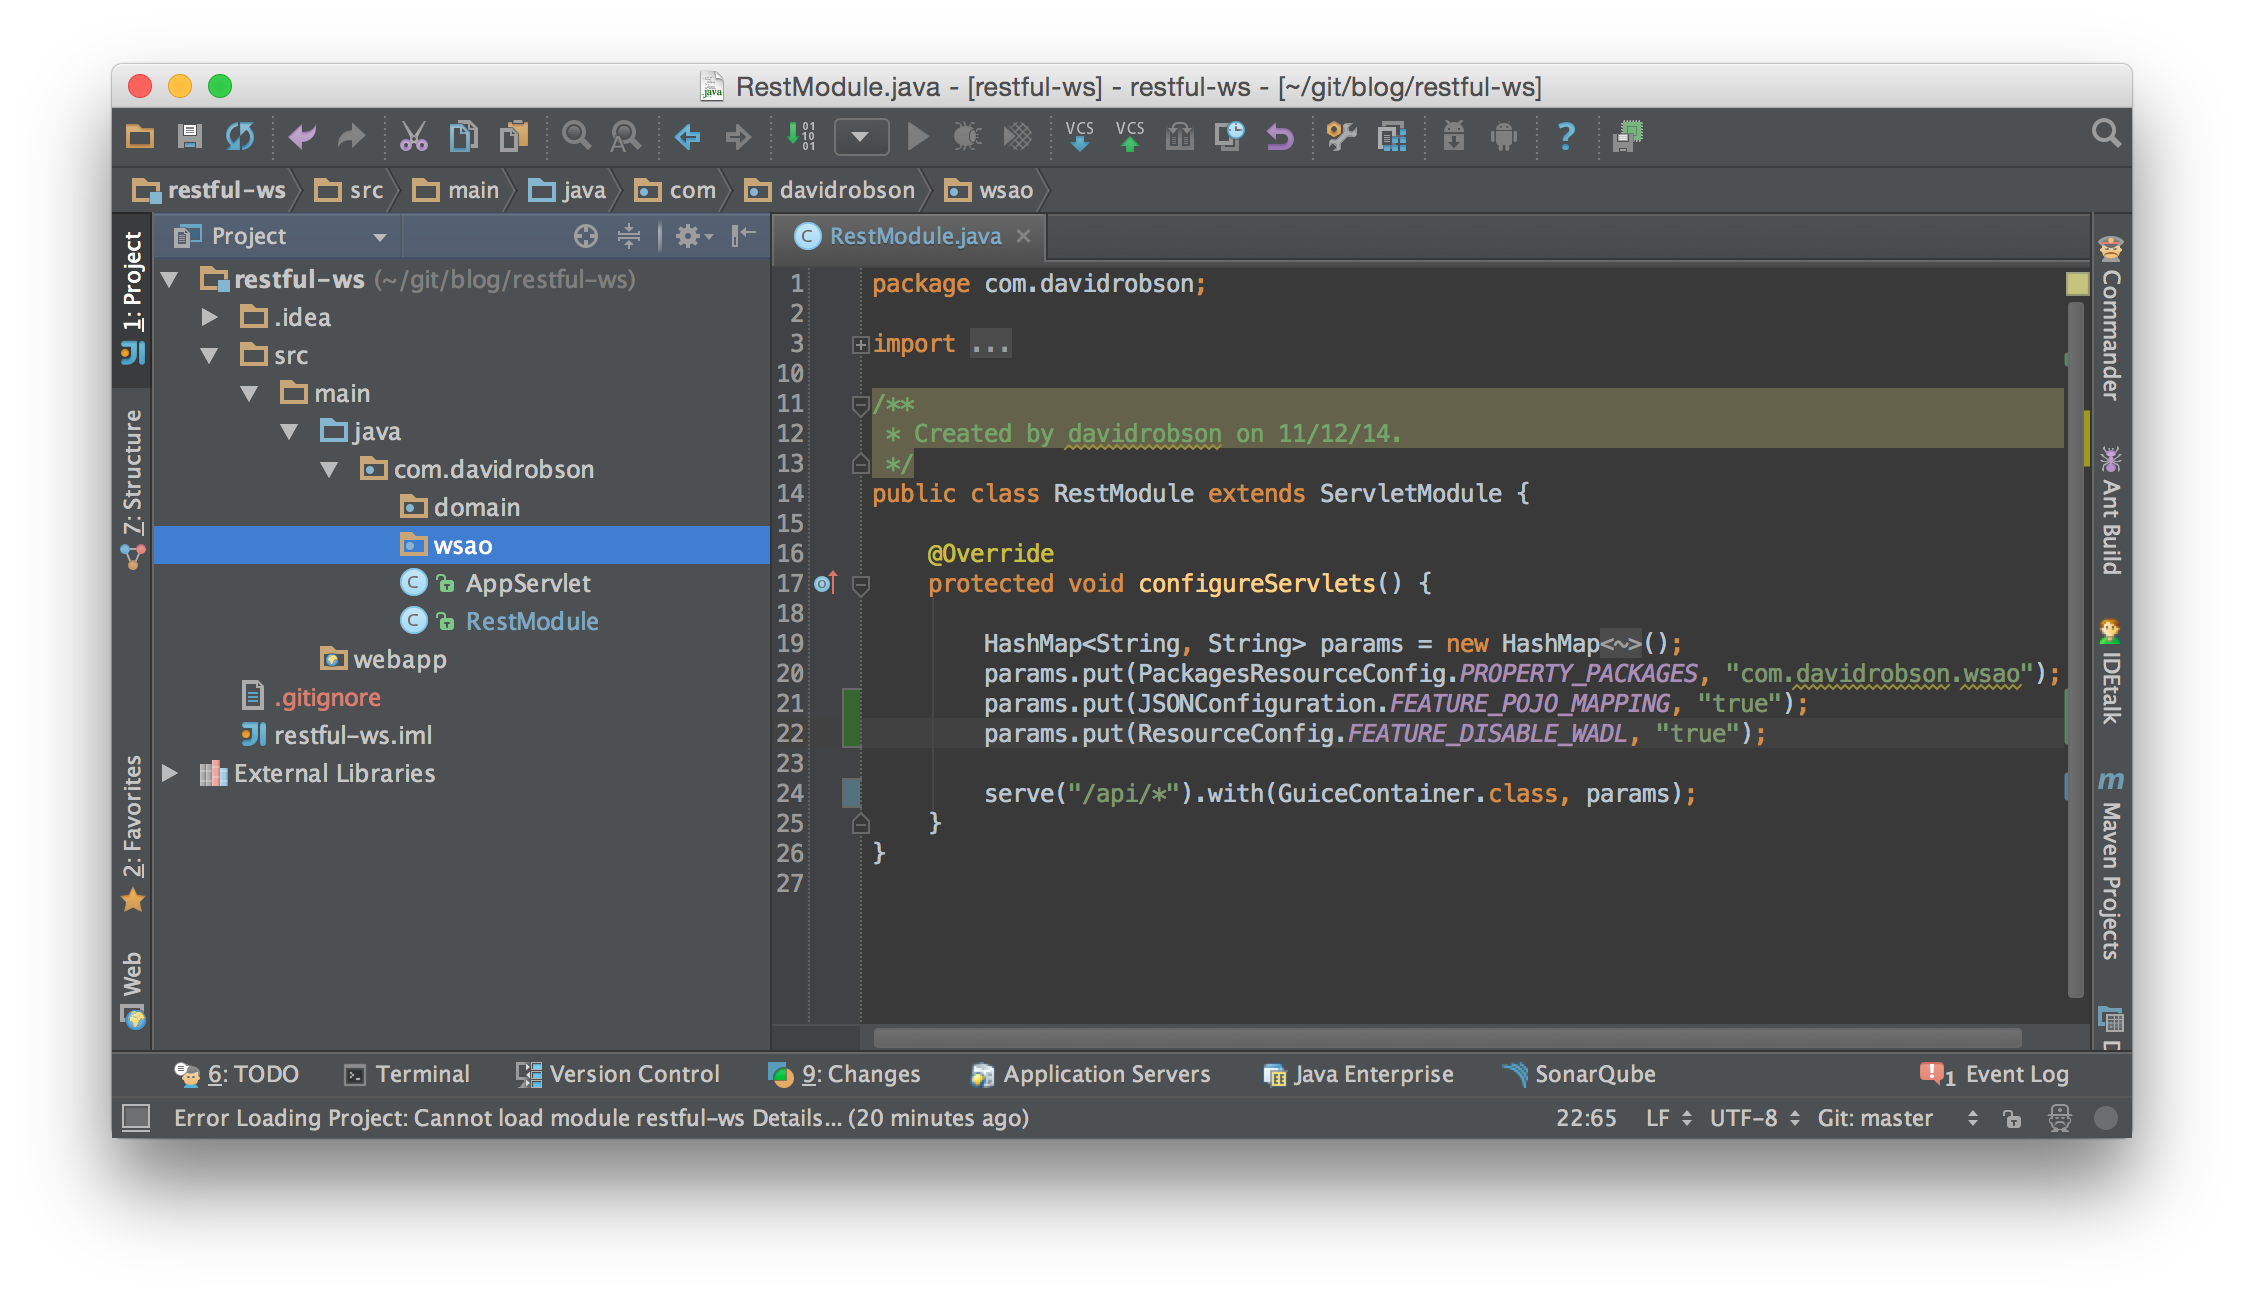 RestModule.java - [restful-ws] - restful-ws - [~/git/blog/restful-ws]
01
10
01
VCS VCS
?
restful-ws src main java com davidrobson wsao
1: Project
7: Structure
2: Favorites
Web
Project
restful-ws (~/git/blog/restful-ws)
.idea
src
main
java
com.davidrobson
domain
wsao
AppServlet
RestModule
webapp
.gitignore
restful-ws.iml
External Libraries
RestModule.java
1 package com.davidrobson;
2
3 import ...
10
11 /**
12  * Created by davidrobson on 11/12/14.
13  */
14 public class RestModule extends ServletModule {
15
16     @Override
17     protected void configureServlets() {
18
19         HashMap<String, String> params = new HashMap<~>();
20         params.put(PackagesResourceConfig.PROPERTY_PACKAGES, "com.davidrobson.wsao");
21         params.put(JSONConfiguration.FEATURE_POJO_MAPPING, "true");
22         params.put(ResourceConfig.FEATURE_DISABLE_WADL, "true");
23
24         serve("/api/*").with(GuiceContainer.class, params);
25     }
26 }
27
Commander
Ant Build
IDEtalk
Maven Projects
6: TODO Terminal Version Control 9: Changes Application Servers Java Enterprise SonarQube 1 Event Log
Error Loading Project: Cannot load module restful-ws Details... (20 minutes ago) 22:65 LF UTF-8 Git: master